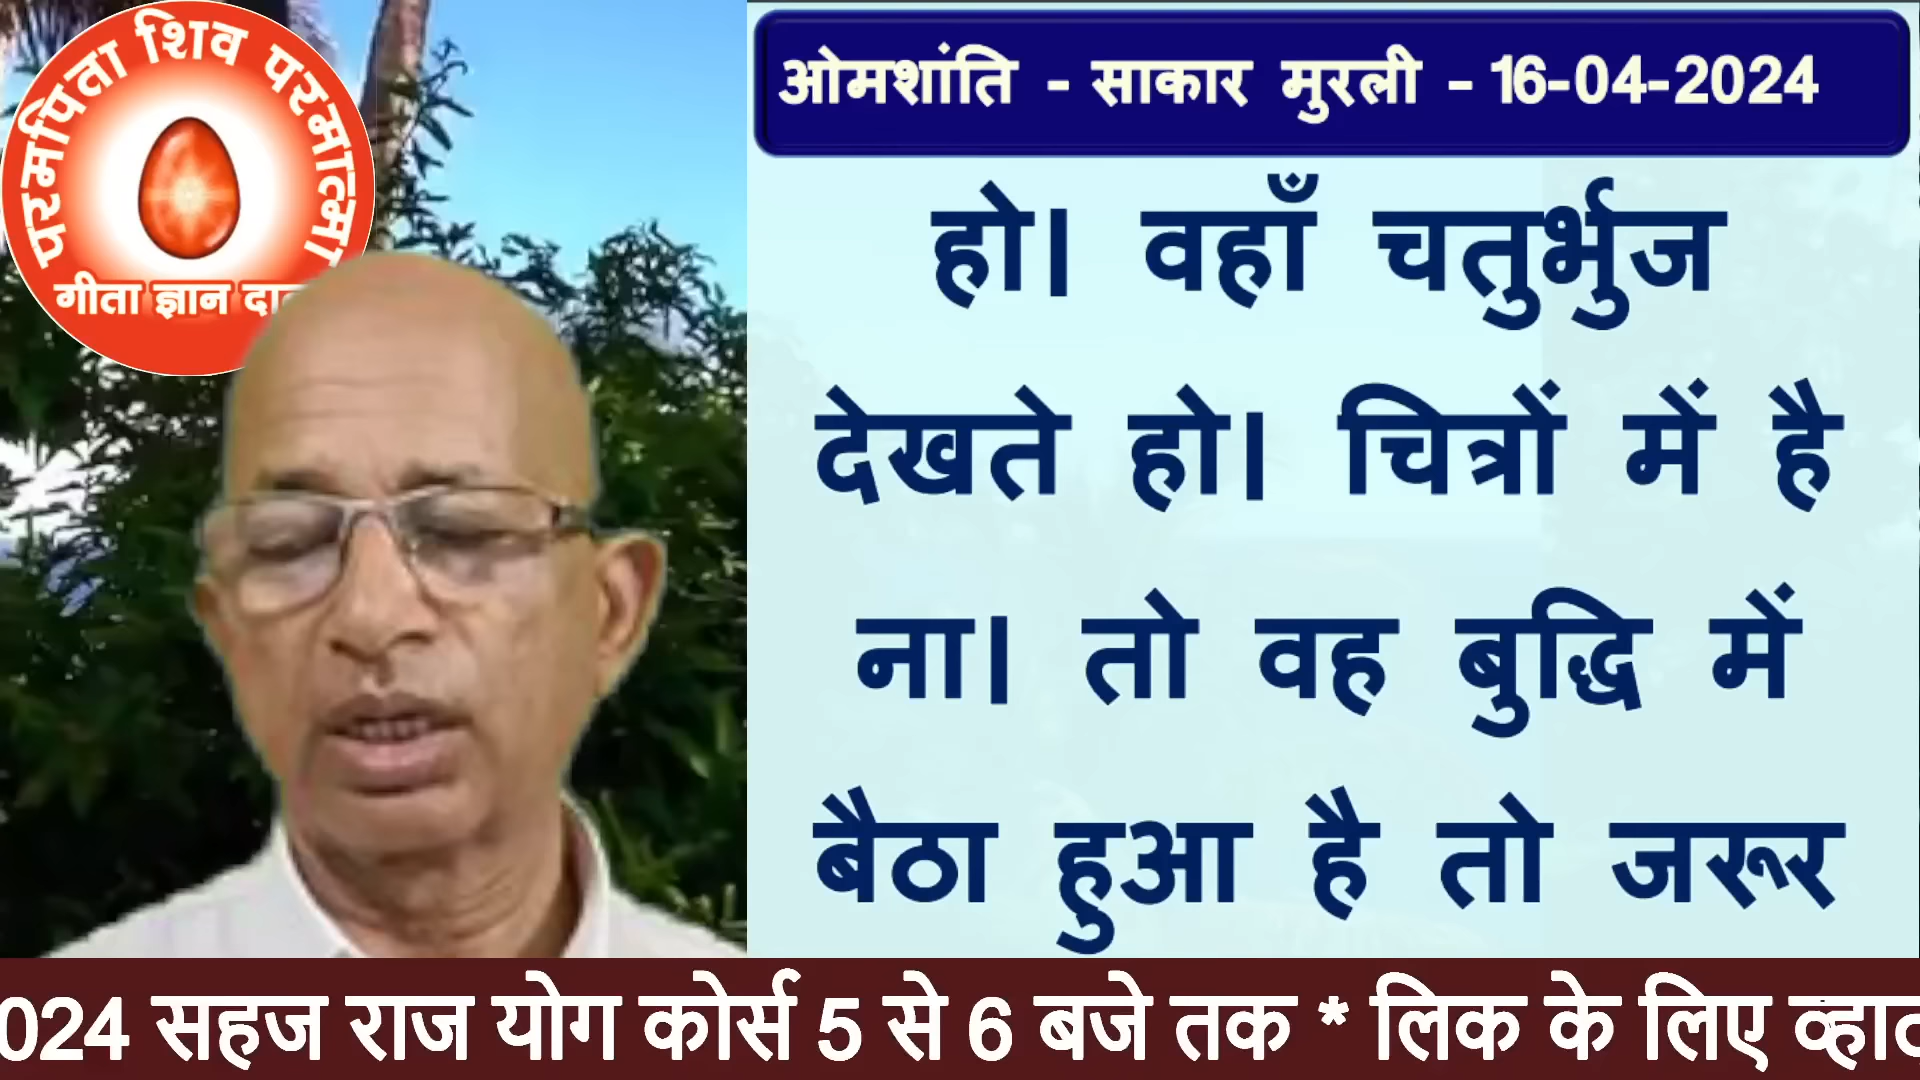 परमपिता शिव परमात्मा
गीता ज्ञान
ओमशांति - साकार मुरली - 16-04-2024
हो। वहाँ चतुर्भुज
देखते हो। चित्रों में है
ना। तो वह बुद्धि में
बैठा हुआ है तो जरूर
024 सहज राज योग कोर्स 5 से 6 बजे तक * लिंक के लिए